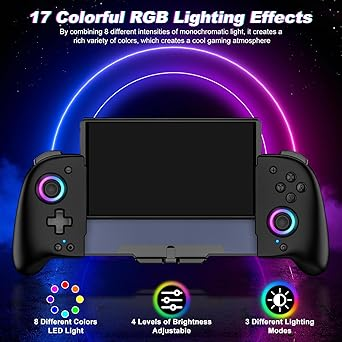 17 Colorful RGB Lighting Effects
By combining 8 different intensities of monochromatic light, it creates a
rich variety of colors, which creates a cool gaming atmosphere
8 Different Colors
LED Light
4 Levels of Brightness
Adjustable
3 Different Lighting
Modes